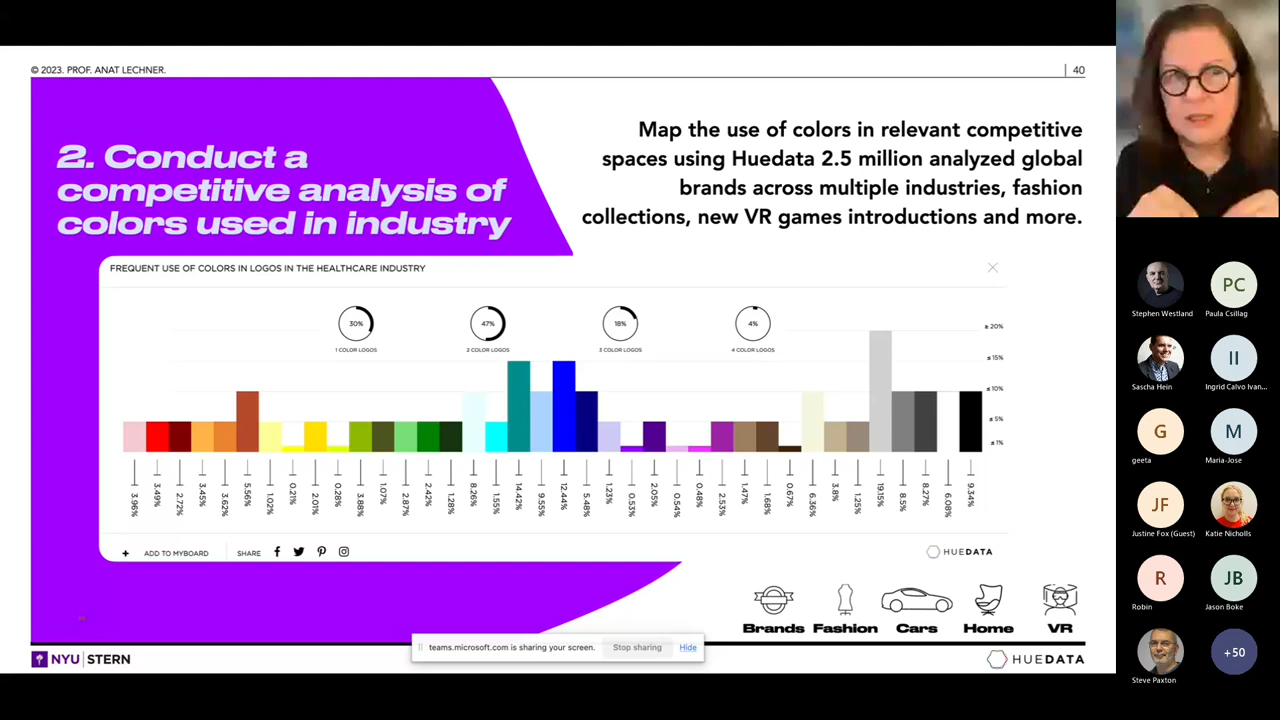 © 2023. PROF. ANAT LECHNER.
| 40
2. Conduct a
competitive analysis of
colors used in industry
Map the use of colors in relevant competitive
spaces using Huedata 2.5 million analyzed global
brands across multiple industries, fashion
collections, new VR games introductions and more.
FREQUENT USE OF COLORS IN LOGOS IN THE HEALTHCARE INDUSTRY
30%
47%
18%
4%
1 COLOR LOGOS
2 COLOR LOGOS
3 COLOR LOGOS
4 COLOR LOGOS
≥ 20%
≤ 15%
≤ 10%
≤ 5%
≤ 1%
3.96%
3.49%
2.72%
3.45%
3.62%
5.56%
1.02%
0.21%
2.01%
0.28%
3.88%
1.07%
2.87%
2.42%
1.28%
8.26%
1.55%
14.42%
9.55%
12.44%
5.48%
1.23%
0.53%
2.05%
0.54%
0.48%
2.53%
1.47%
1.68%
0.67%
6.36%
3.8%
1.25%
19.15%
8.5%
8.27%
6.08%
9.34%
+ ADD TO MYBOARD
SHARE
HUEDATA
Brands Fashion Cars Home VR
teams.microsoft.com is sharing your screen. Stop sharing Hide
NYU | STERN
HUEDATA
PC
Stephen Westland
Paula Csillag
II
Sascha Hein
Ingrid Calvo Ivan...
G
M
geeta
Maria-Jose
JF
Justine Fox (Guest)
Katie Nicholls
R
JB
Robin
Jason Boke
+50
Steve Paxton